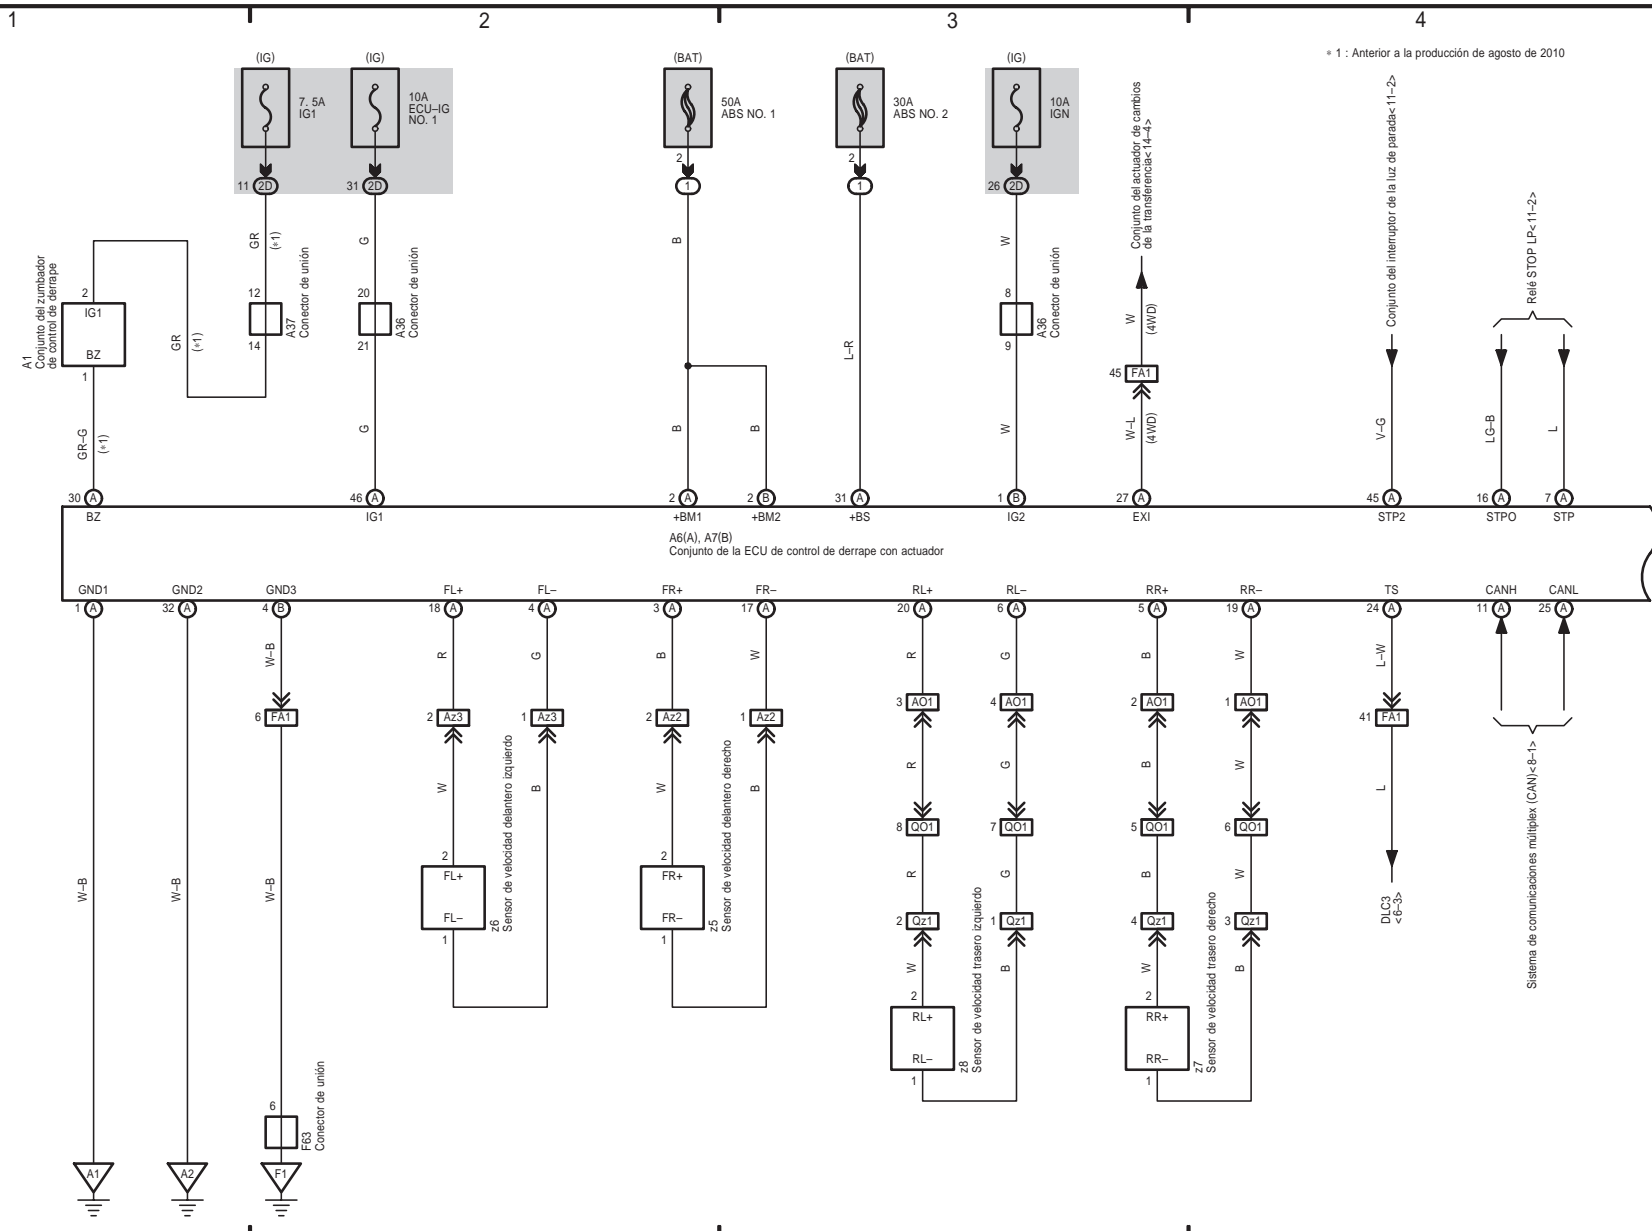 1
2
3
4
∗ 1 : Anterior a la producción de agosto de 2010
(IG)
7. 5A
IG1
11 2D
(IG)
10A
ECU–IG
NO. 1
31 2D
(BAT)
50A
ABS NO. 1
2
1
(BAT)
30A
ABS NO. 2
2
1
(IG)
10A
IGN
26 2D
Conjunto del actuador de cambios
de la transferencia<14–4>
Conjunto del interruptor de la luz de parada<11–2>
Relé STOP LP<11–2>
A1
Conjunto del zumbador
de control de derrape
2
IG1
BZ
1
GR–G
(∗1)
GR
(∗1)
GR
(∗1)
12
14
A37
Conector de unión
G
20
21
A36
Conector de unión
G
B
B
B
L–R
W
8
9
A36
Conector de unión
W
W
(4WD)
45 FA1
W–L
(4WD)
V–G
LG–B
L
30 A
46 A
2 A
2 B
31 A
1 B
27 A
45 A
16 A
7 A
BZ
IG1
+BM1
+BM2
+BS
IG2
EXI
STP2
STPO
STP
A6(A), A7(B)
Conjunto de la ECU de control de derrape con actuador
GND1
GND2
GND3
FL+
FL–
FR+
FR–
RL+
RL–
RR+
RR–
TS
CANH
CANL
1 A
32 A
4 B
18 A
4 A
3 A
17 A
20 A
6 A
5 A
19 A
24 A
11 A
25 A
W–B
R
G
B
W
R
G
B
W
L–W
6 FA1
2 Az3
1 Az3
2 Az2
1 Az2
3 AO1
4 AO1
2 AO1
1 AO1
41 FA1
W
B
W
B
R
G
B
W
L
8 QO1
7 QO1
5 QO1
6 QO1
W–B
W–B
W–B
2
FL+
FL–
1
z6
Sensor de velocidad delantero izquierdo
2
FR+
FR–
1
z5
Sensor de velocidad delantero derecho
R
G
B
W
2 Qz1
1 Qz1
4 Qz1
3 Qz1
W
B
W
B
2
RL+
RL–
1
z8
Sensor de velocidad trasero izquierdo
2
RR+
RR–
1
z7
Sensor de velocidad trasero derecho
DLC3
<6–3>
Sistema de comunicaciones múltiplex (CAN)<8–1>
6
F63
Conector de unión
A1
A2
F1